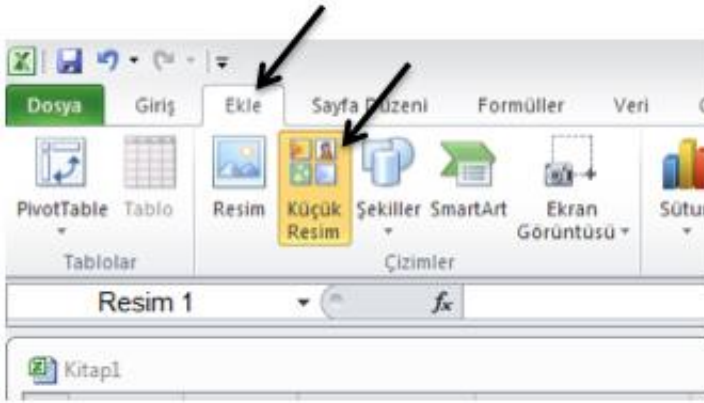 Dosya Giriş Ekle Sayfa Düzeni Formüller Veri
PivotTable Tablo Resim Küçük Resim Şekiller SmartArt Ekran Görüntüsü
Tablolar Çizimler
Resim 1 fx
Kitap1